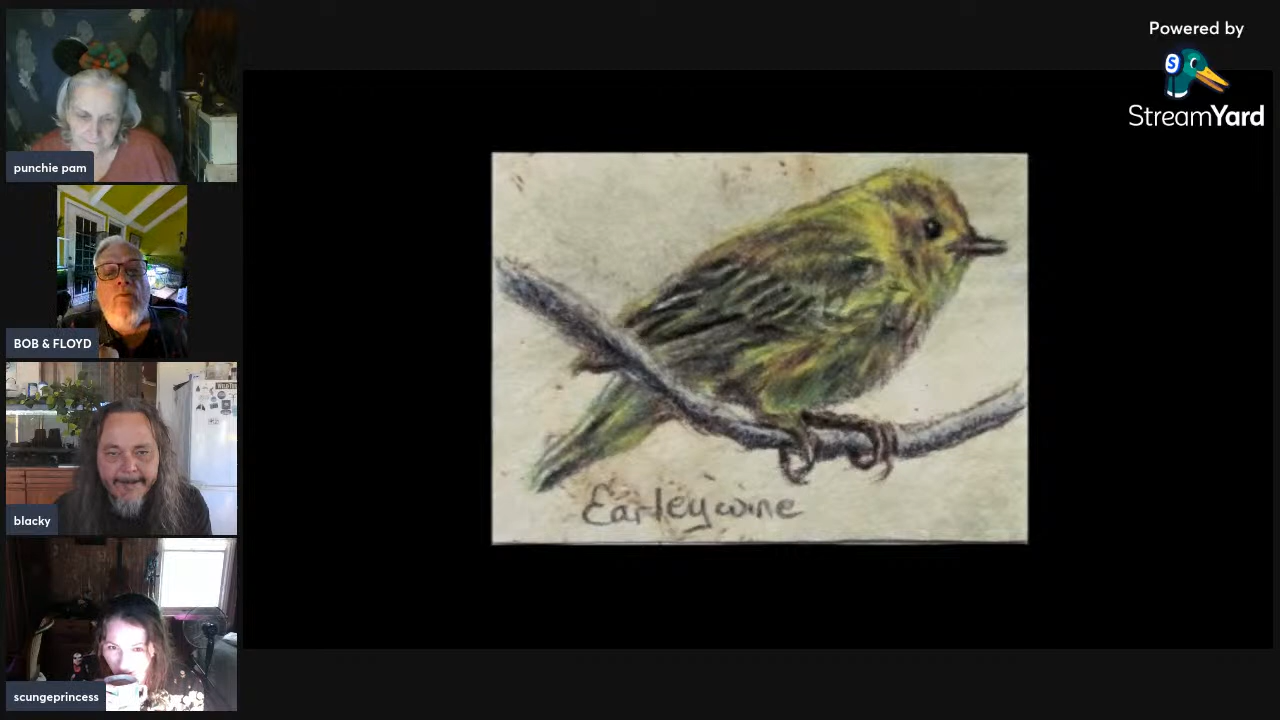 Powered by
StreamYard
punchie pam
BOB & FLOYD
blacky
scungeprincess
Earleywine